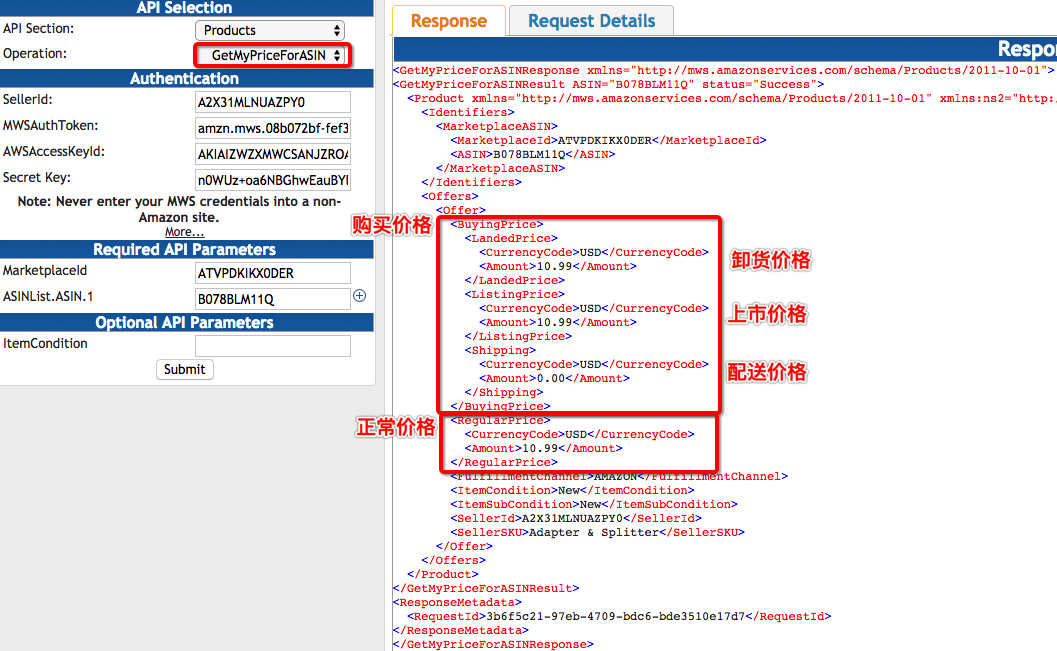 API Selection
API Section:
Products
Operation:
GetMyPriceForASIN
Authentication
SellerId:
A2X31MLNUAZPY0
MWSAuthToken:
amzn.mws.08b072bf-fef3
AWSAccessKeyId:
AKIAIZWZXMWCSANJZRO
Secret Key:
n0WUz+oa6NBGhwEauBY
Note: Never enter your MWS credentials into a non-
Amazon site.
More...
Required API Parameters
MarketplaceId
ATVPDKIKX0DER
ASINList.ASIN.1
B078BLM11Q
Optional API Parameters
ItemCondition
Submit
Response
Request Details
Respo
<GetMyPriceForASINResponse xmlns="http://mws.amazonservices.com/schema/Products/2011-10-01">
<GetMyPriceForASINResult ASIN="B078BLM11Q" status="Success">
<Product xmlns="http://mws.amazonservices.com/schema/Products/2011-10-01" xmlns:ns2="http:
<Identifiers>
<MarketplaceASIN>
<MarketplaceId>ATVPDKIKX0DER</MarketplaceId>
<ASIN>B078BLM11Q</ASIN>
</MarketplaceASIN>
</Identifiers>
<Offers>
<Offer>
购买价格
<BuyingPrice>
<LandedPrice>
<CurrencyCode>USD</CurrencyCode>
卸货价格
<Amount>10.99</Amount>
</LandedPrice>
<ListingPrice>
<CurrencyCode>USD</CurrencyCode>
上市价格
<Amount>10.99</Amount>
</ListingPrice>
<Shipping>
<CurrencyCode>USD</CurrencyCode>
配送价格
<Amount>0.00</Amount>
</Shipping>
</BuyingPrice>
正常价格
<RegularPrice>
<CurrencyCode>USD</CurrencyCode>
<Amount>10.99</Amount>
</RegularPrice>
<FulfillmentChannel>AMAZON</FulfillmentChannel>
<ItemCondition>New</ItemCondition>
<ItemSubCondition>New</ItemSubCondition>
<SellerId>A2X31MLNUAZPY0</SellerId>
<SellerSKU>Adapter & Splitter</SellerSKU>
</Offer>
</Offers>
</Product>
</GetMyPriceForASINResult>
<ResponseMetadata>
<RequestId>3b6f5c21-97eb-4709-bdc6-bde3510e17d7</RequestId>
</ResponseMetadata>
</GetMyPriceForASINResponse>